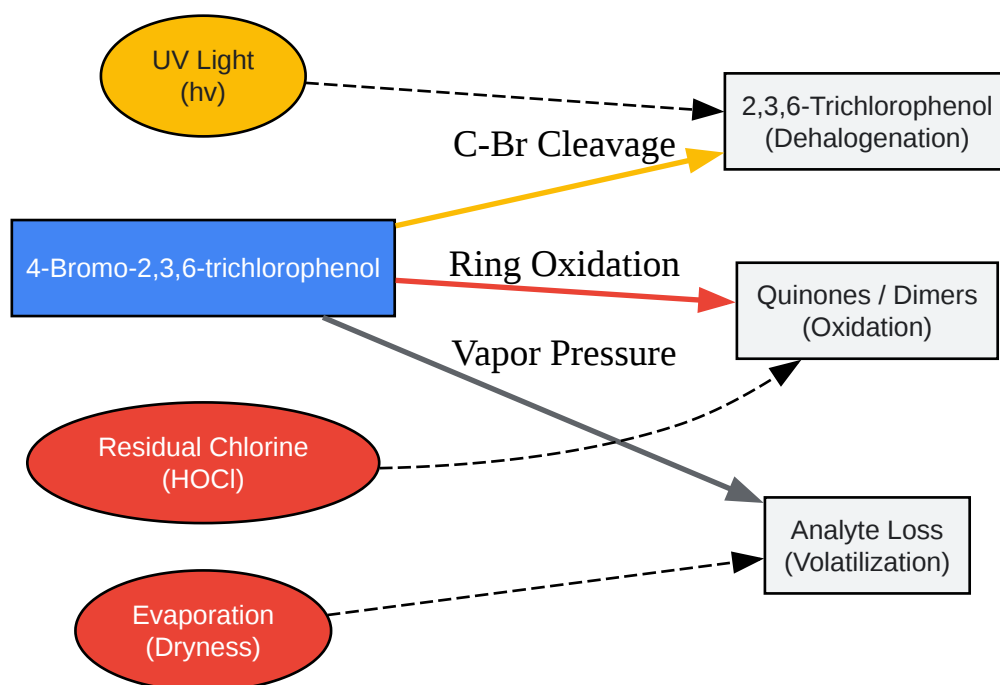 UV Light
(hv)
2,3,6-Trichlorophenol
(Dehalogenation)
C-Br Cleavage
4-Bromo-2,3,6-trichlorophenol
Ring Oxidation
Quinones / Dimers
(Oxidation)
Vapor Pressure
Residual Chlorine
(HOCl)
Analyte Loss
(Volatilization)
Evaporation
(Dryness)